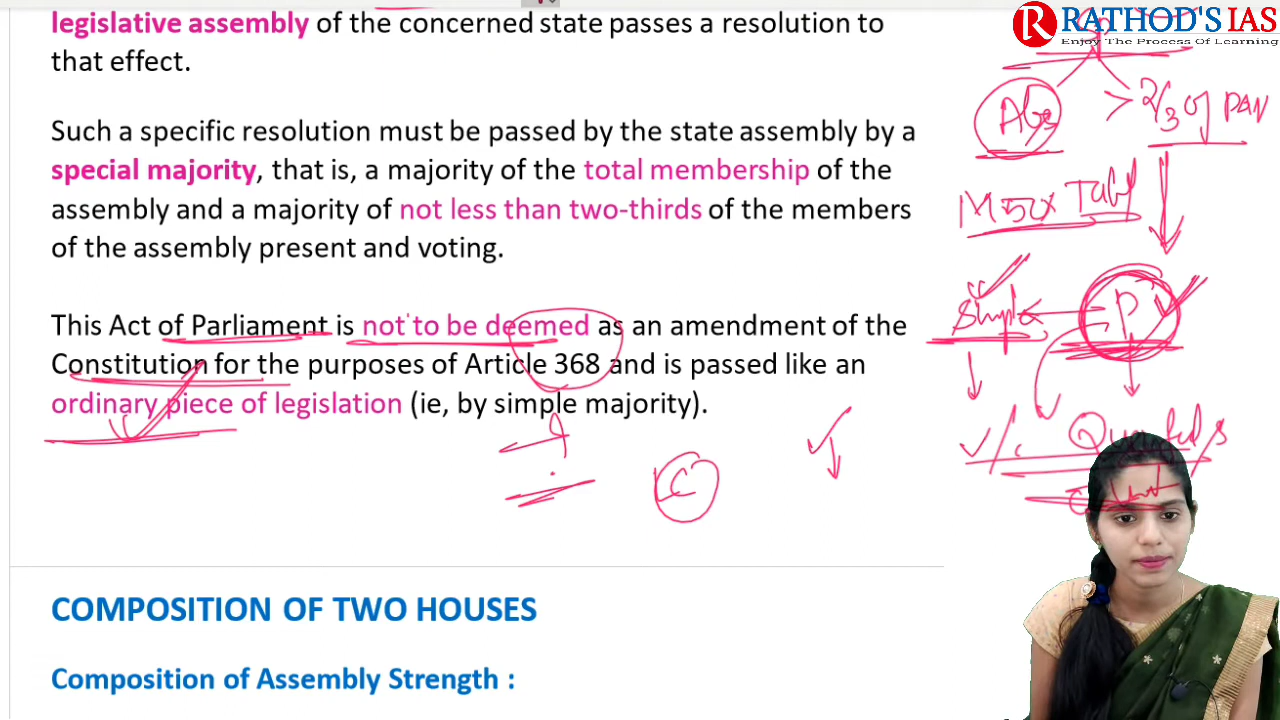 legislative assembly of the concerned state passes a resolution to
that effect.
Such a specific resolution must be passed by the state assembly by a
special majority, that is, a majority of the total membership of the
assembly and a majority of not less than two-thirds of the members
of the assembly present and voting.
This Act of Parliament is not to be deemed as an amendment of the
Constitution for the purposes of Article 368 and is passed like an
ordinary piece of legislation (ie, by simple majority).
COMPOSITION OF TWO HOUSES
Composition of Assembly Strength :
RATHOD'S IAS
Enjoy The Process Of Learning
> 2/3 of P&V
M50%
Simple
P
C